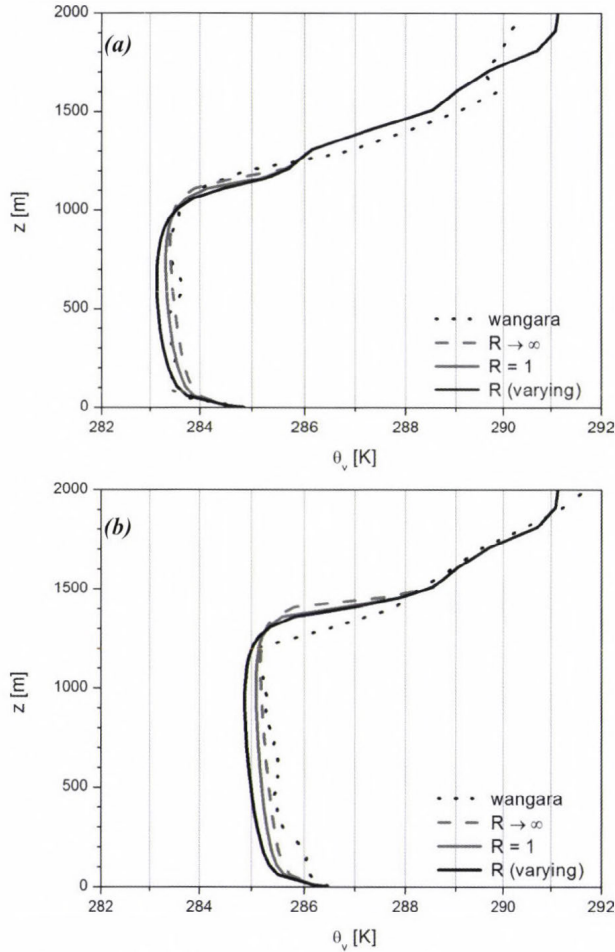 (a)
2000
1500
1000
500
0
z [m]
wangara
R → ∞
R = 1
R (varying)
282 284 286 288 290 292
θv [K]
(b)
2000
1500
1000
500
0
z [m]
wangara
R → ∞
R = 1
R (varying)
282 284 286 288 290 292
θv [K]